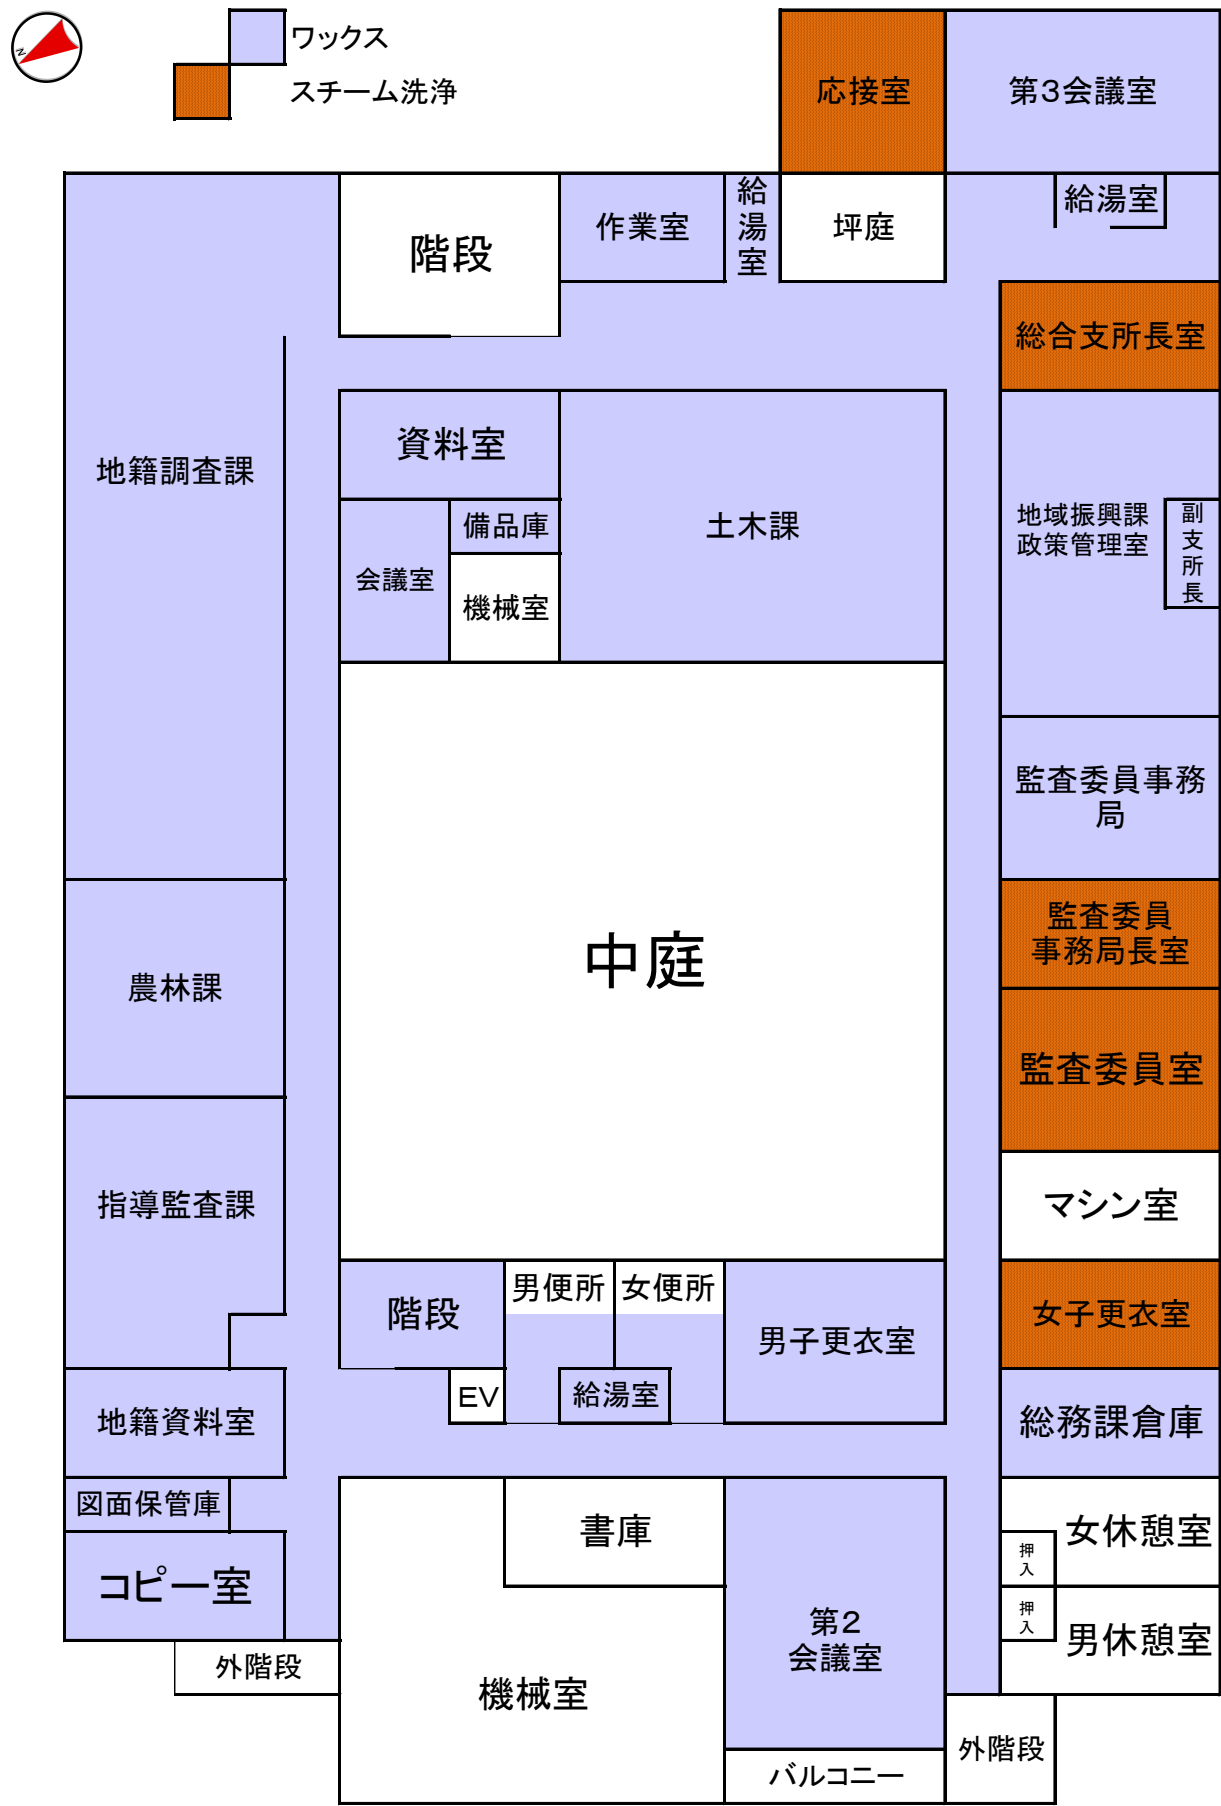 N
ワックス
スチーム洗浄
応接室
第3会議室
階段
作業室
給
湯
室
坪庭
給湯室
総合支所長室
地籍調査課
資料室
備品庫
会議室
機械室
土木課
地域振興課
政策管理室
副
支
所
長
監査委員事務
局
監査委員
事務局長室
中庭
農林課
監査委員室
指導監査課
マシン室
階段
男便所
女便所
男子更衣室
女子更衣室
EV
給湯室
地籍資料室
総務課倉庫
図面保管庫
書庫
女休憩室
押
入
コピー室
押
入
第2
会議室
男休憩室
外階段
機械室
外階段
バルコニー